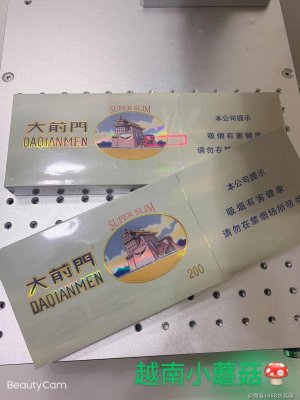 SUPER SLIM
大前門
DAQIANMEN
本公司提示
吸烟有害健康
请勿在禁烟场所吸烟
SUPER SLIM
大前門
DAQIANMEN
200
本公司提示
吸烟有害健康
请勿在禁烟场所吸烟
越南小蘑菇
BeautyCam